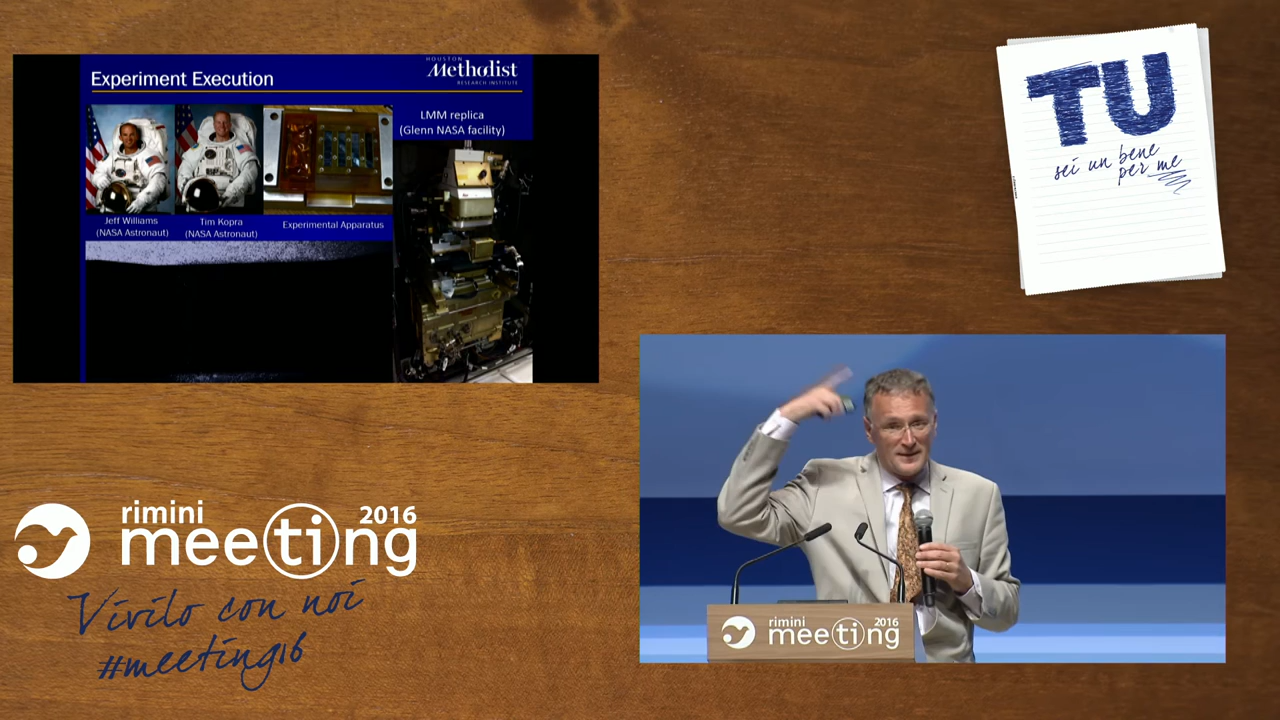 Experiment Execution
HOUSTON
Methodist
RESEARCH INSTITUTE
LMM replica
(Glenn NASA facility)
Jeff Williams
(NASA Astronaut)
Tim Kopra
(NASA Astronaut)
Experimental Apparatus
TU
sei un bene
per me
rimini
meeting
2016
Vivilo con noi
#meeting16
rimini
meeting
2016